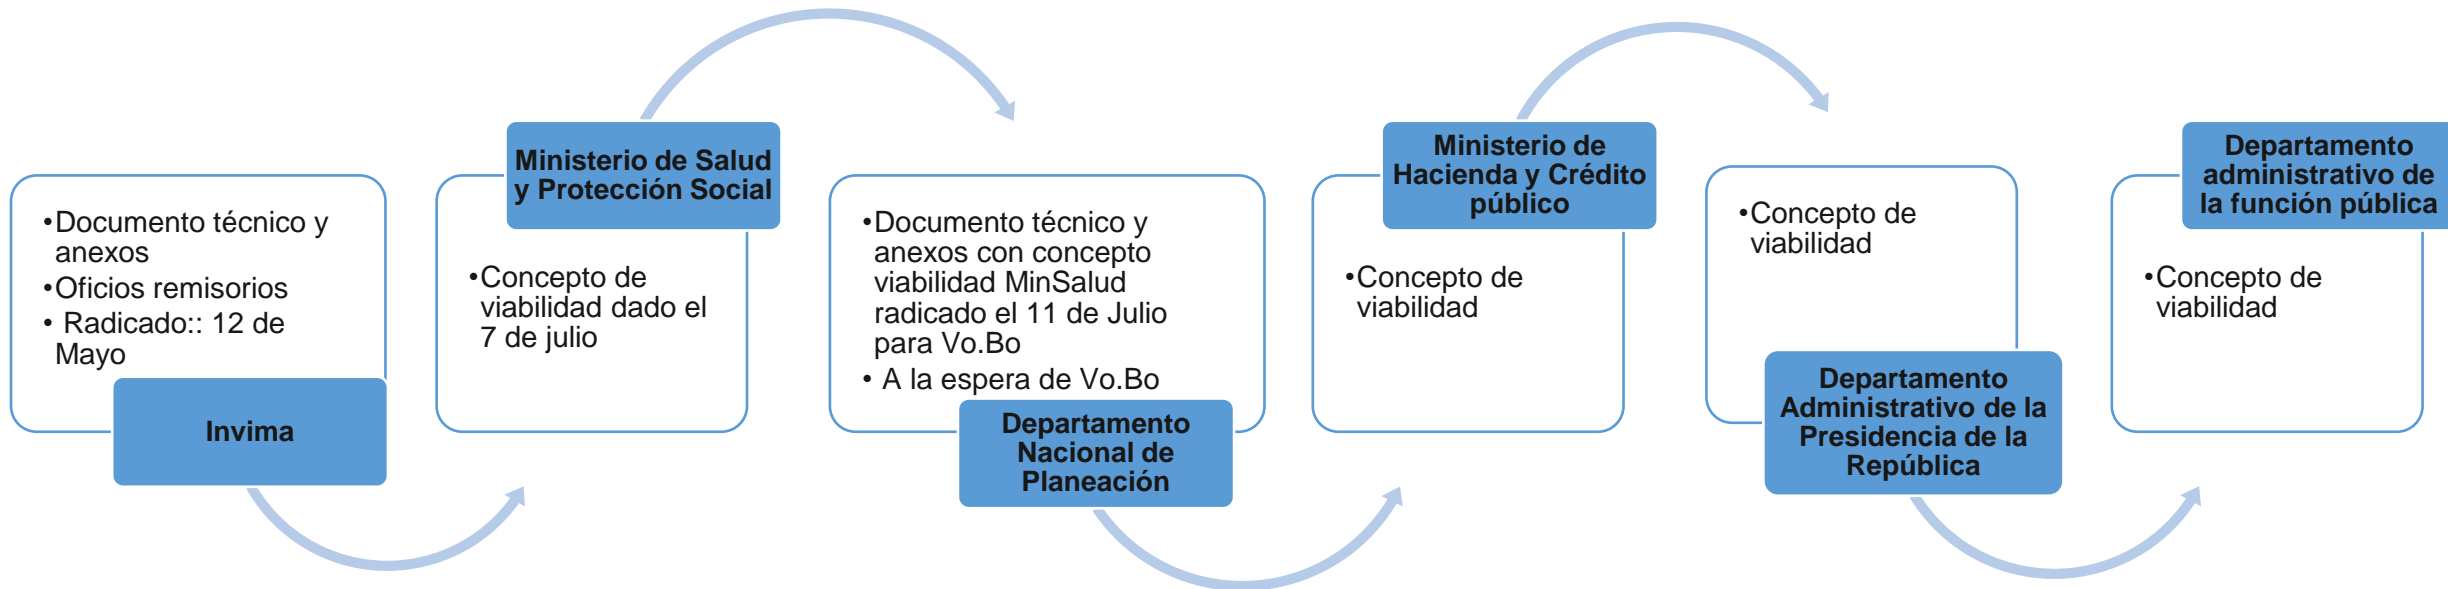 •Documento técnico y
anexos
•Oficios remisorios
• Radicado:: 12 de
Mayo
Invima
Ministerio de Salud
y Protección Social
•Concepto de
viabilidad dado el
7 de julio
•Documento técnico y
anexos con concepto
viabilidad MinSalud
radicado el 11 de Julio
para Vo.Bo
• A la espera de Vo.Bo
Departamento
Nacional de
Planeación
Ministerio de
Hacienda y Crédito
público
•Concepto de
viabilidad
•Concepto de
viabilidad
Departamento
Administrativo de la
Presidencia de la
República
Departamento
administrativo de
la función pública
•Concepto de
viabilidad